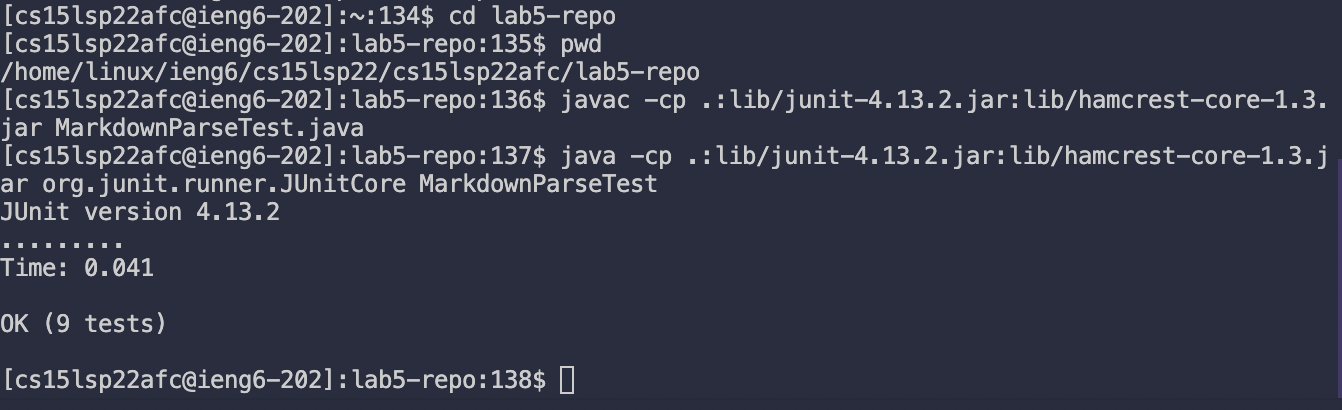 [cs15lsp22afc@ieng6-202]:~:134$ cd lab5-repo
[cs15lsp22afc@ieng6-202]:lab5-repo:135$ pwd
/home/linux/ieng6/cs15lsp22/cs15lsp22afc/lab5-repo
[cs15lsp22afc@ieng6-202]:lab5-repo:136$ javac -cp .:lib/junit-4.13.2.jar:lib/hamcrest-core-1.3.
jar MarkdownParseTest.java
[cs15lsp22afc@ieng6-202]:lab5-repo:137$ java -cp .:lib/junit-4.13.2.jar:lib/hamcrest-core-1.3.j
ar org.junit.runner.JUnitCore MarkdownParseTest
JUnit version 4.13.2
.........
Time: 0.041
OK (9 tests)
[cs15lsp22afc@ieng6-202]:lab5-repo:138$